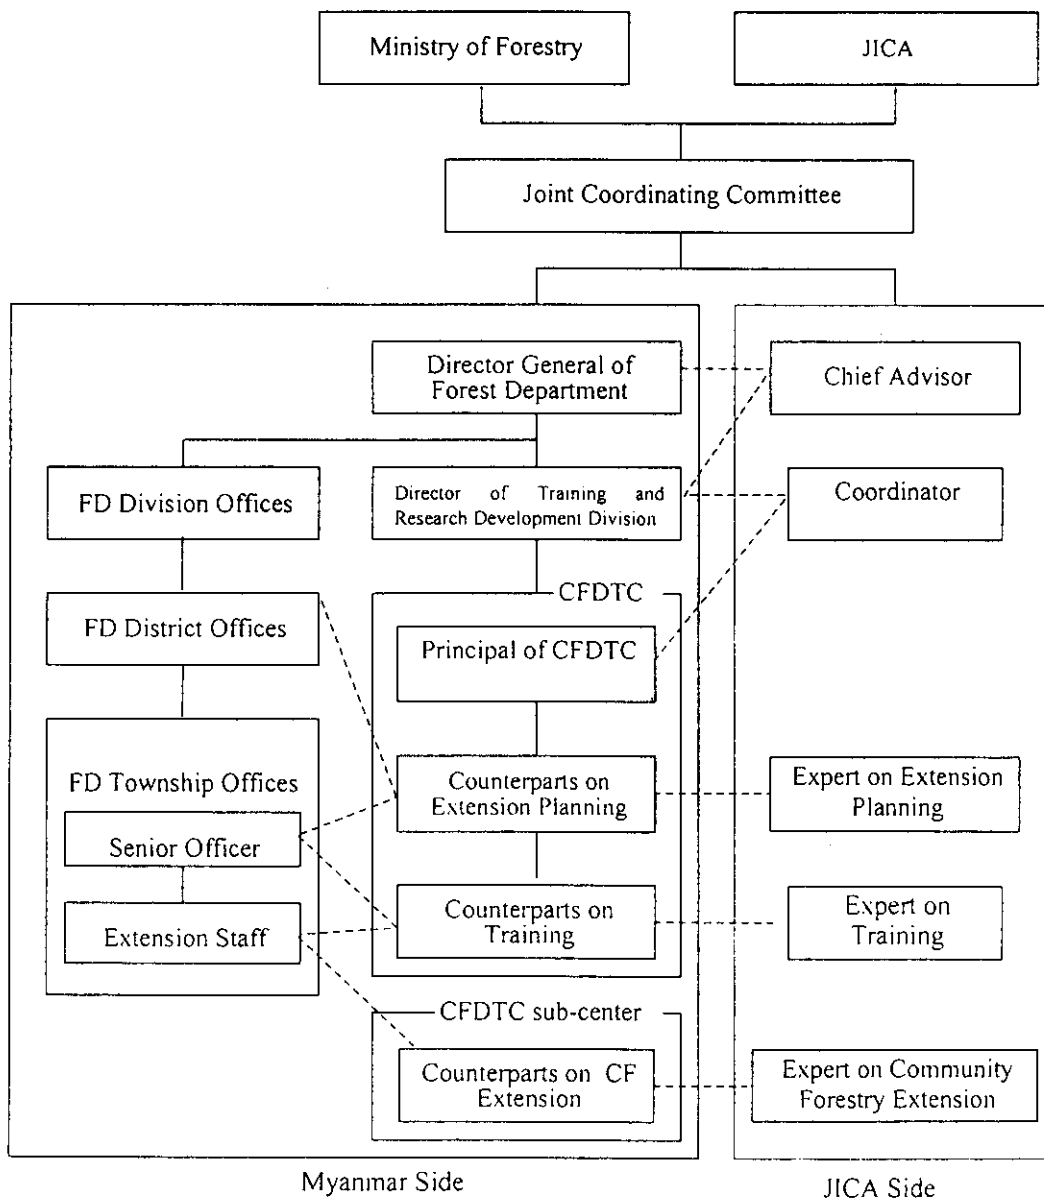 Ministry of Forestry
JICA
Joint Coordinating Committee
Director General of
Forest Department
Chief Advisor
FD Division Offices
Director of Training and
Research Development Division
Coordinator
CFDTC
FD District Offices
Principal of CFDTC
FD Township Offices
Counterparts on
Extension Planning
Expert on Extension
Planning
Senior Officer
Extension Staff
Counterparts on
Training
Expert on
Training
CFDTC sub-center
Counterparts on CF
Extension
Expert on Community
Forestry Extension
Myanmar Side
JICA Side